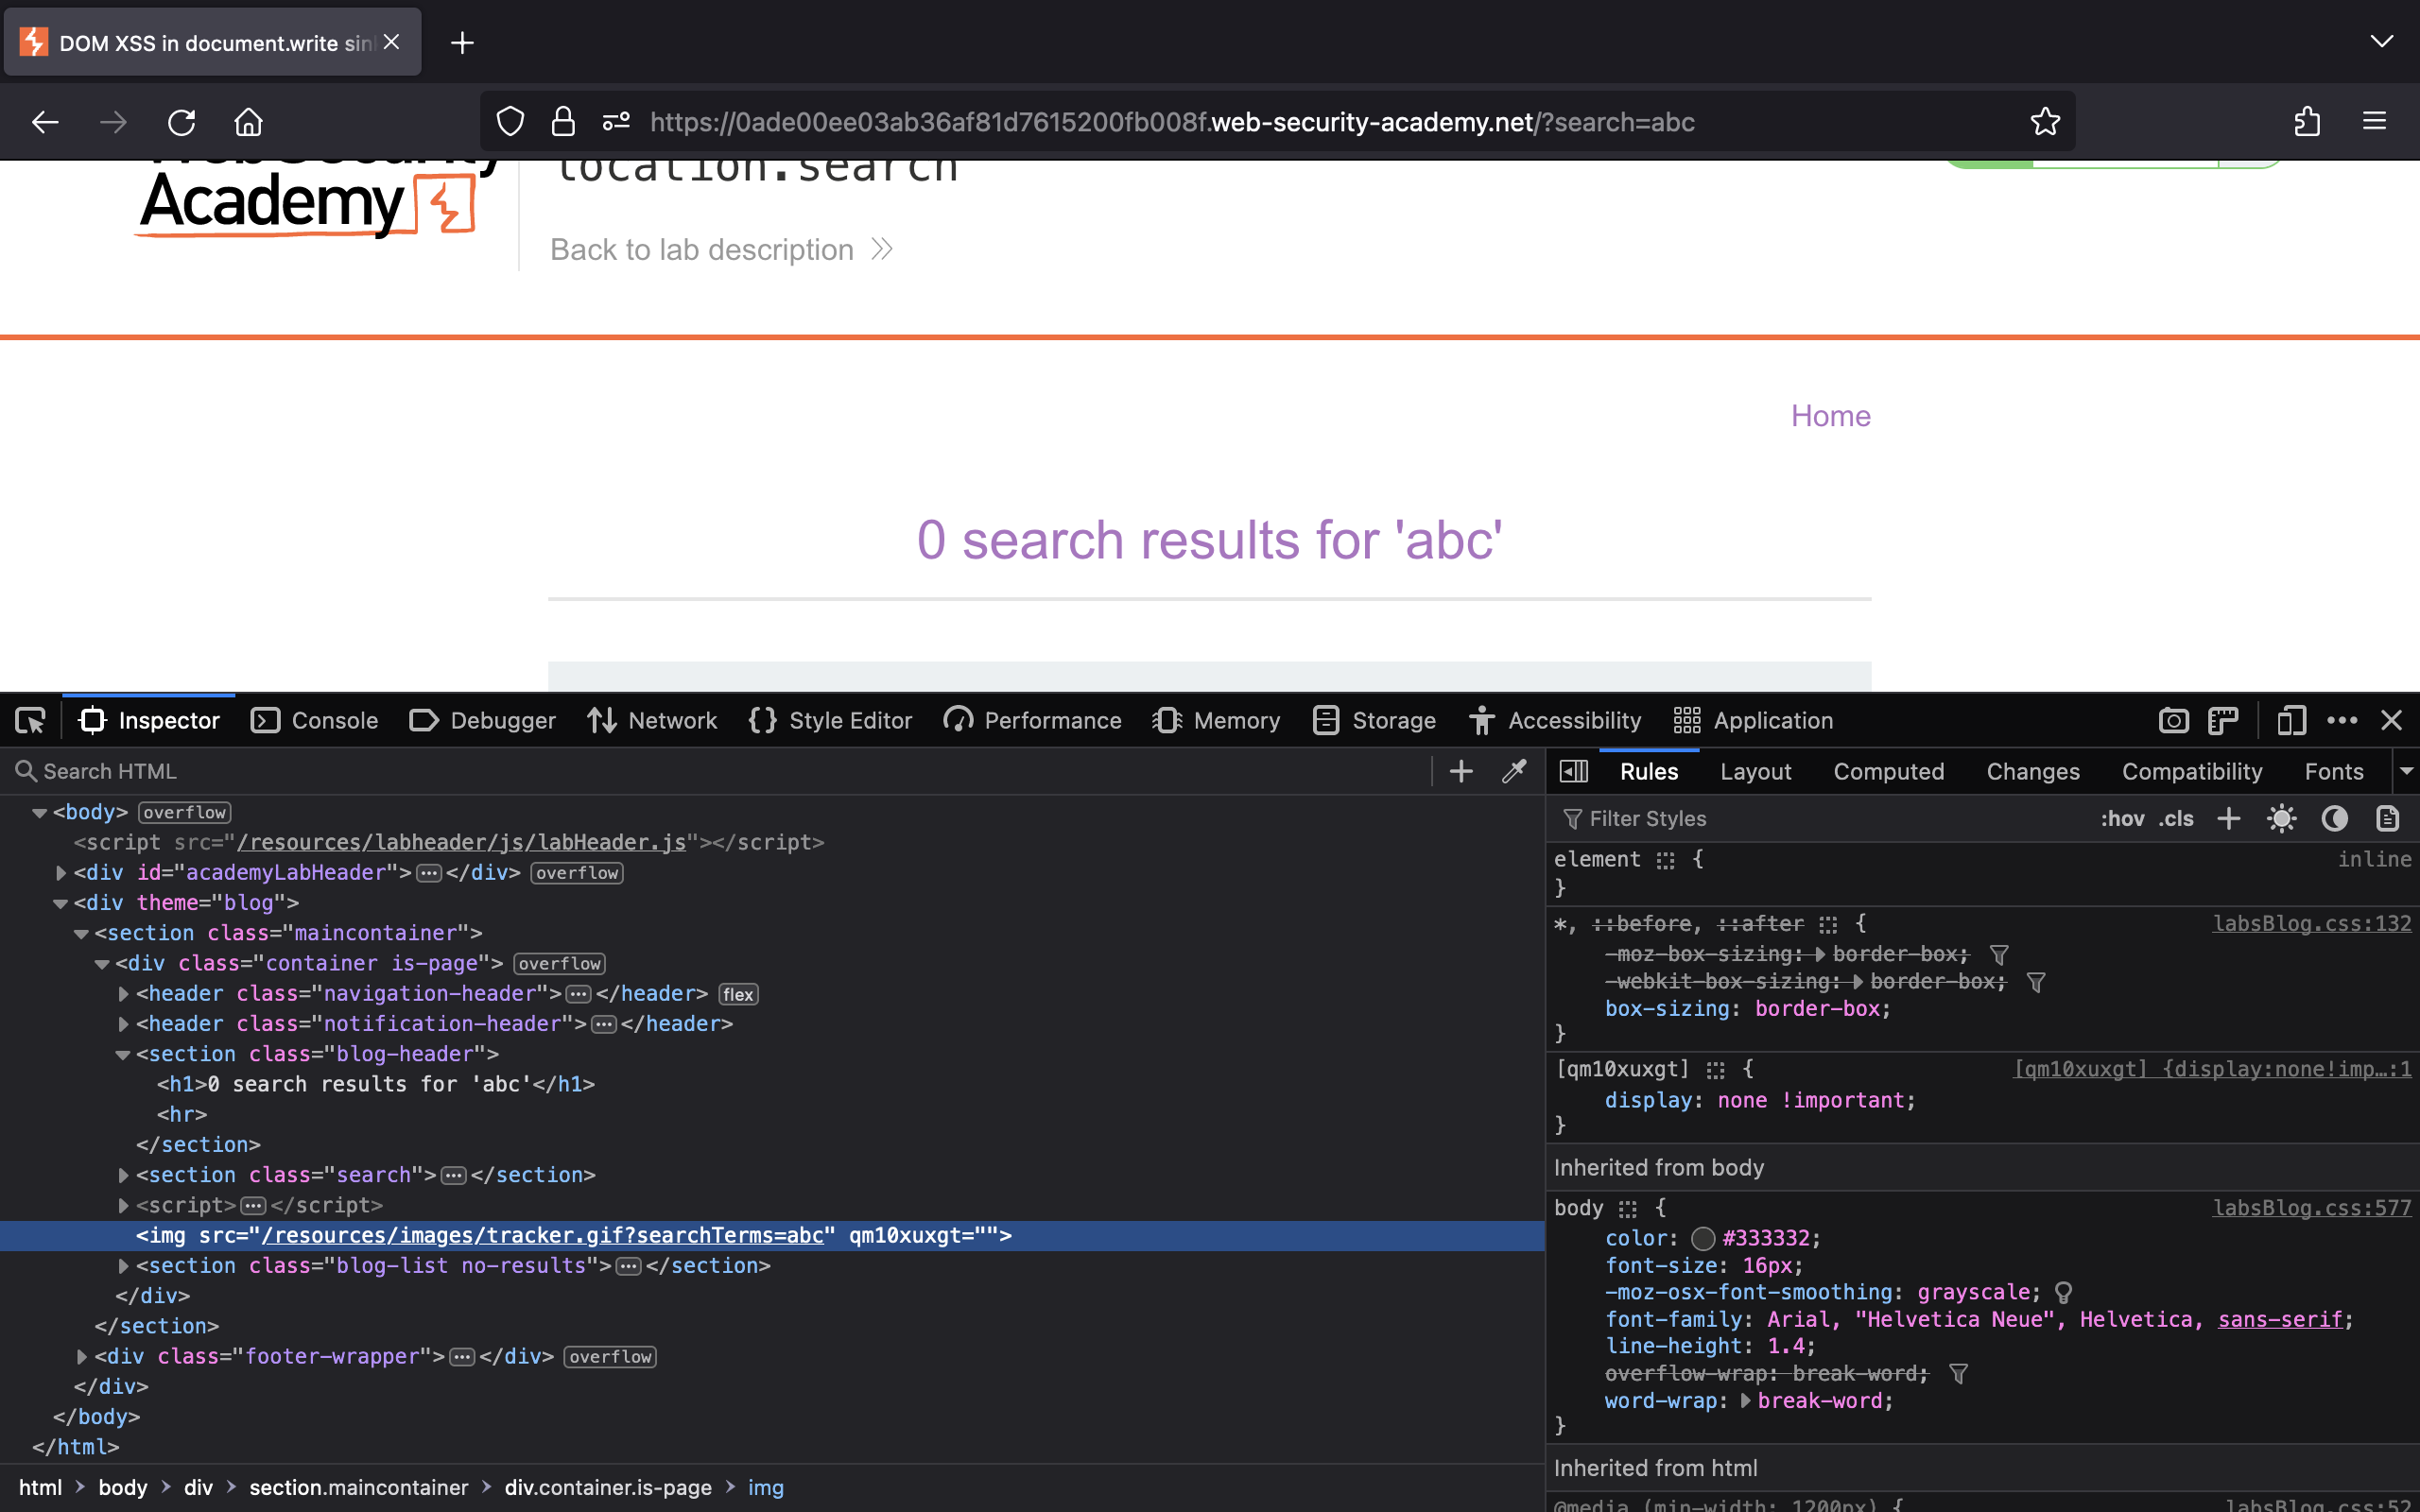 DOM XSS in document.write sin
https://0ade00ee03ab36af81d7615200fb008f.web-security-academy.net/?search=abc
Academy
location.search
Back to lab description
Home
0 search results for 'abc'
Inspector Console Debugger Network Style Editor Performance Memory Storage Accessibility Application
Search HTML
<body> overflow
<script src="/resources/labheader/js/labHeader.js"></script>
<div id="academyLabHeader">…</div> overflow
<div theme="blog">
<section class="maincontainer">
<div class="container is-page"> overflow
<header class="navigation-header">…</header> flex
<header class="notification-header">…</header>
<section class="blog-header">
<h1>0 search results for 'abc'</h1>
<hr>
</section>
<section class="search">…</section>
<script>…</script>
<img src="/resources/images/tracker.gif?searchTerms=abc" qm10xuxgt="">
<section class="blog-list no-results">…</section>
</div>
</section>
<div class="footer-wrapper">…</div> overflow
</div>
</body>
</html>
html > body > div > section.maincontainer > div.container.is-page > img
Rules Layout Computed Changes Compatibility Fonts
Filter Styles :hov .cls
element { inline
}
*, ::before, ::after { labsBlog.css:132
-moz-box-sizing: border-box;
-webkit-box-sizing: border-box;
box-sizing: border-box;
}
[qm10xuxgt] { [qm10xuxgt] {display:none!imp…:1
display: none !important;
}
Inherited from body
body { labsBlog.css:577
color: #333332;
font-size: 16px;
-moz-osx-font-smoothing: grayscale;
font-family: Arial, "Helvetica Neue", Helvetica, sans-serif;
line-height: 1.4;
overflow-wrap: break-word;
word-wrap: break-word;
}
Inherited from html
@media (min-width: 1200px) { labsBlog.css:52